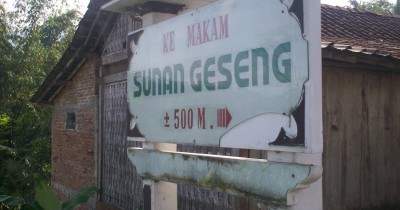 KE MAKAM
SUNAN GESENG
± 500 M.